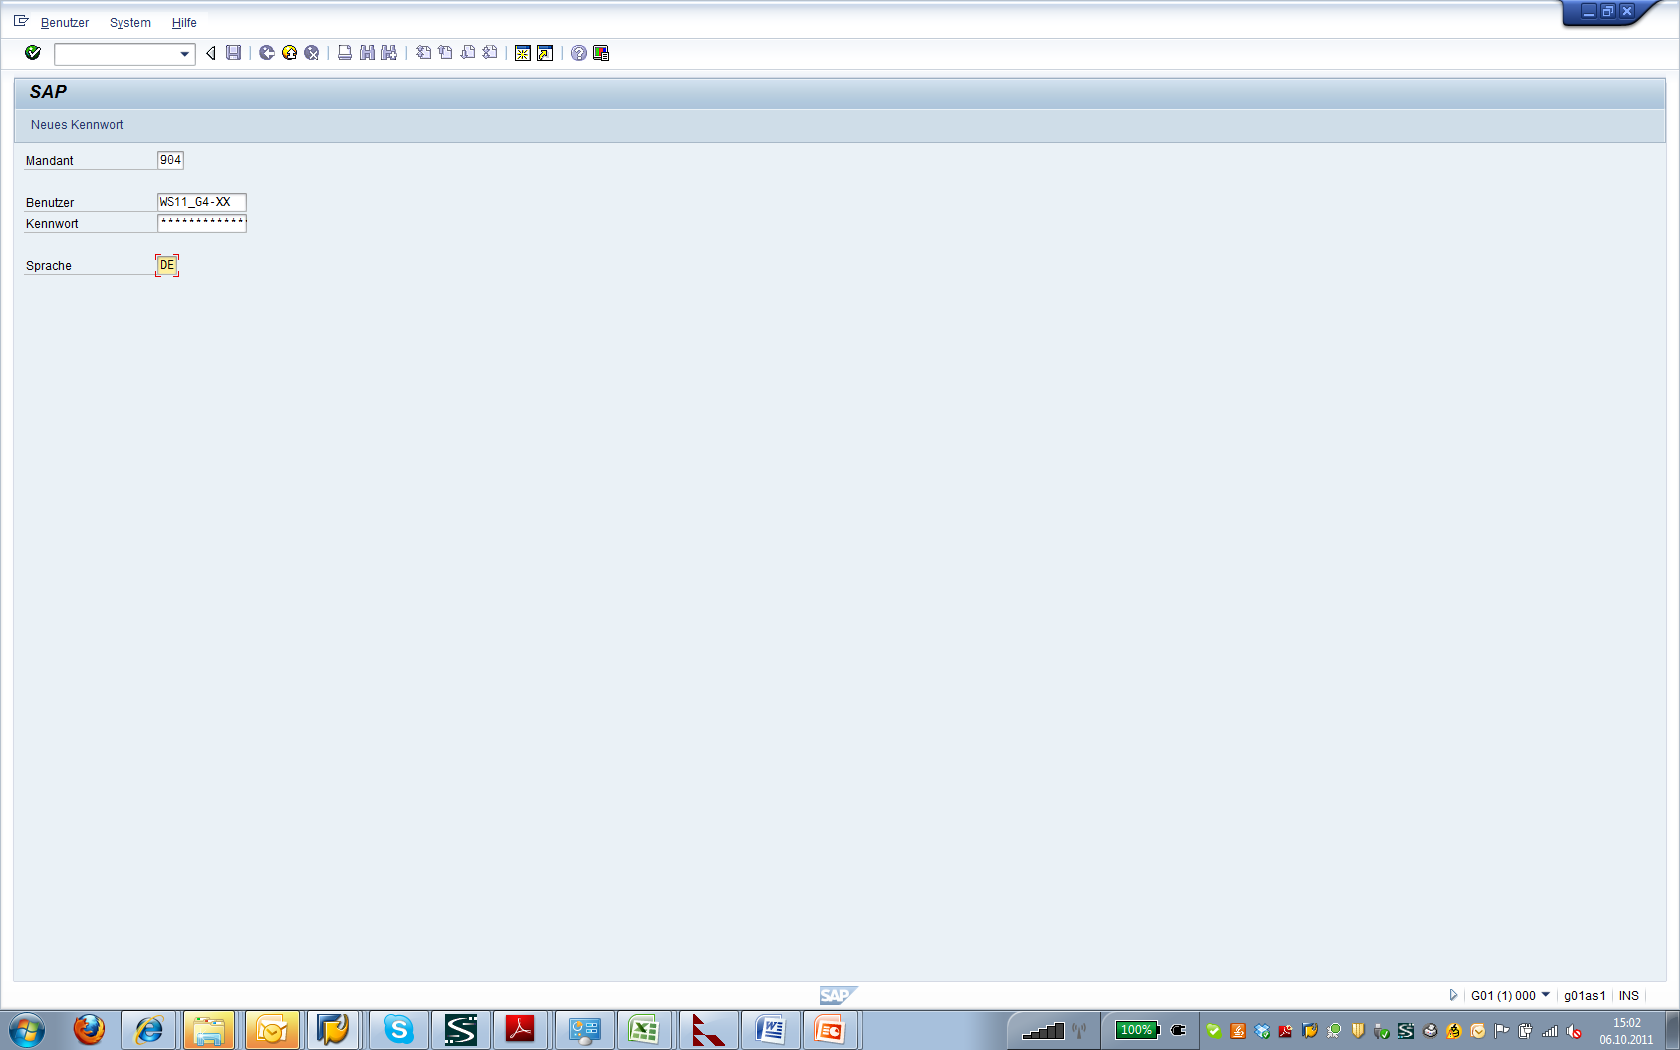 Benutzer System Hilfe
SAP
Neues Kennwort
Mandant 904
Benutzer WS11_G4-XX
Kennwort *************
Sprache DE
SAP
G01 (1) 000 g01as1 INS
100%
15:02
06.10.2011